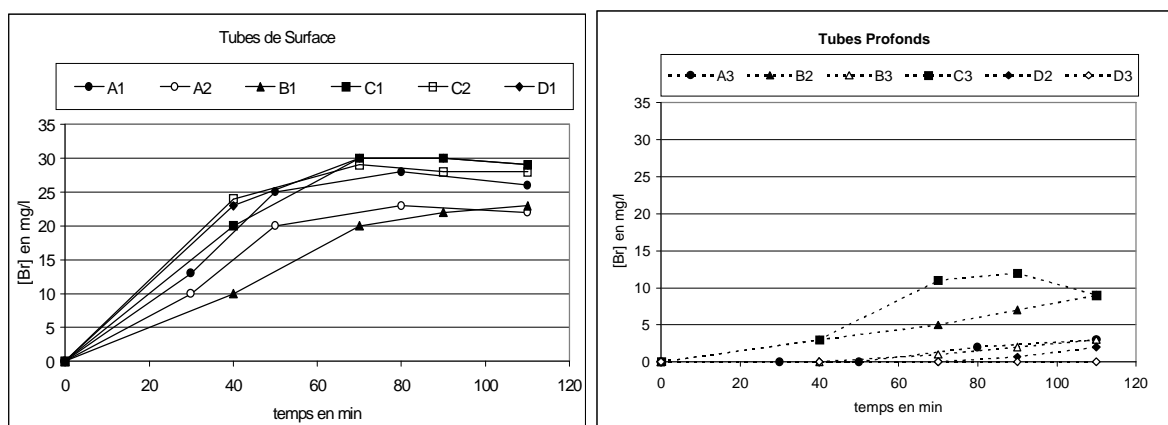 Tubes de Surface
A1 A2 B1 C1 C2 D1
35
30
25
20
15
10
5
0
[Br] en mg/l
0 20 40 60 80 100 120
temps en min
Tubes Profonds
A3 B2 B3 C3 D2 D3
35
30
25
20
15
10
5
0
[Br] en mg/l
0 20 40 60 80 100 120
temps en min